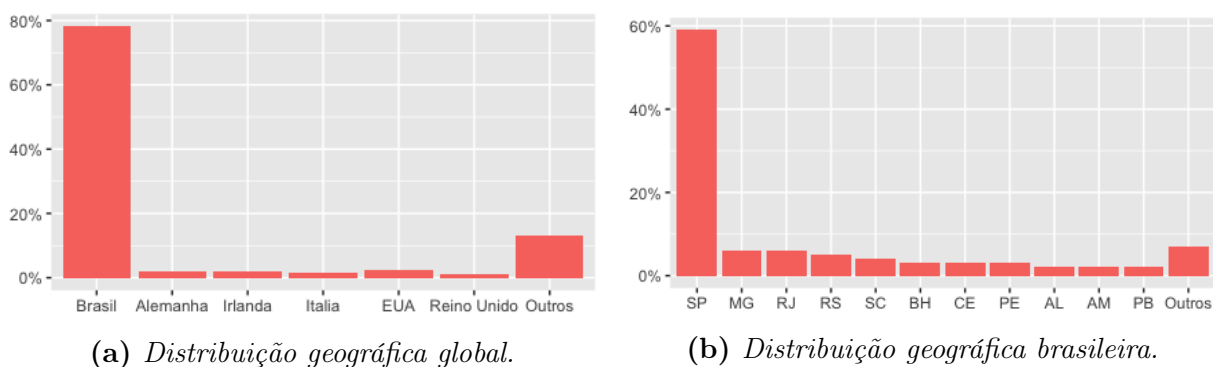 80%
60%
40%
20%
0%
Brasil Alemanha Irlanda Italia EUA Reino Unido Outros
(a) Distribuição geográfica global.
60%
40%
20%
0%
SP MG RJ RS SC BH CE PE AL AM PB Outros
(b) Distribuição geográfica brasileira.